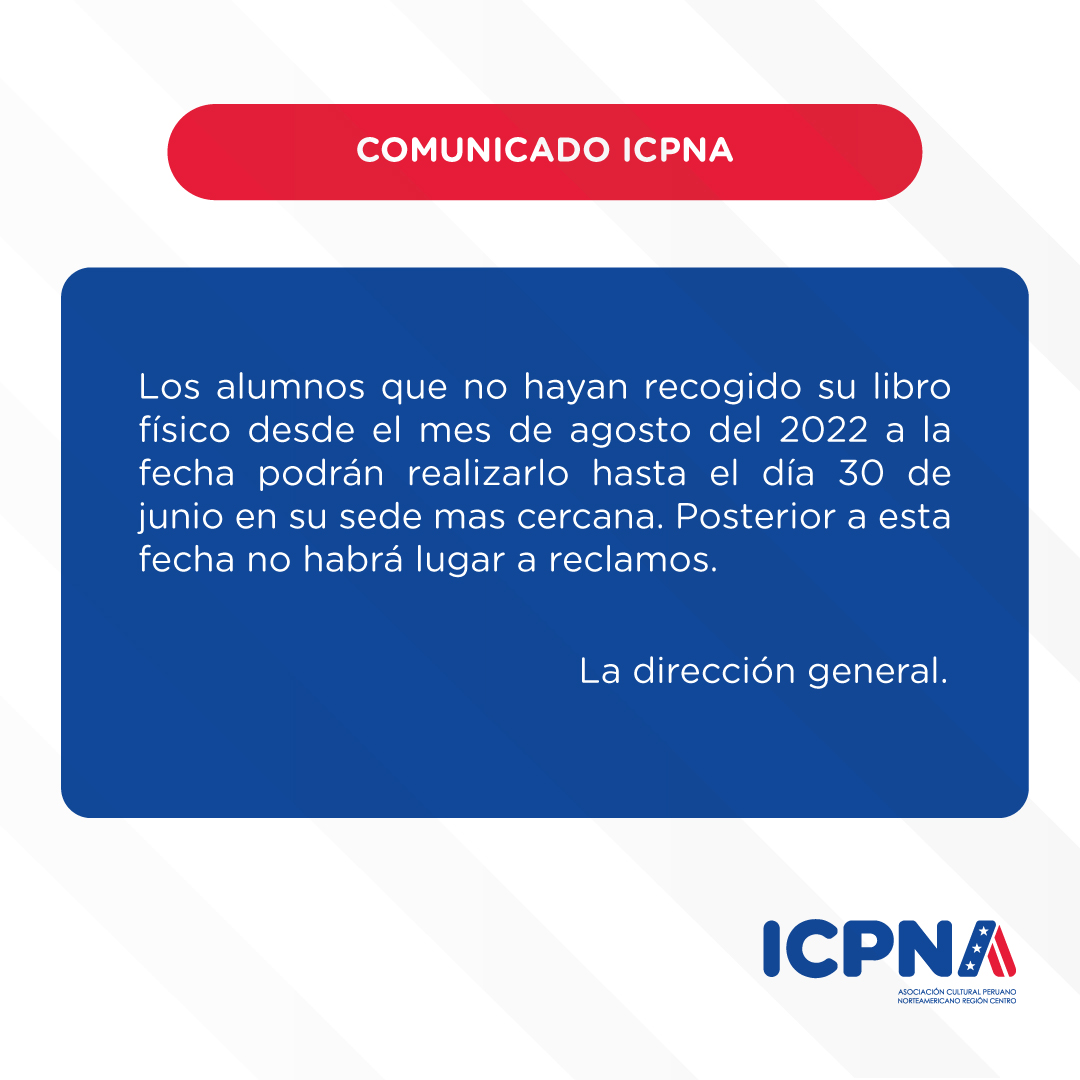 COMUNICADO ICPNA
Los alumnos que no hayan recogido su libro
físico desde el mes de agosto del 2022 a la
fecha podrán realizarlo hasta el día 30 de
junio en su sede mas cercana. Posterior a esta
fecha no habrá lugar a reclamos.
La dirección general.
ICPNA
ASOCIACIÓN CULTURAL PERUANO
NORTEAMERICANO REGIÓN CENTRO